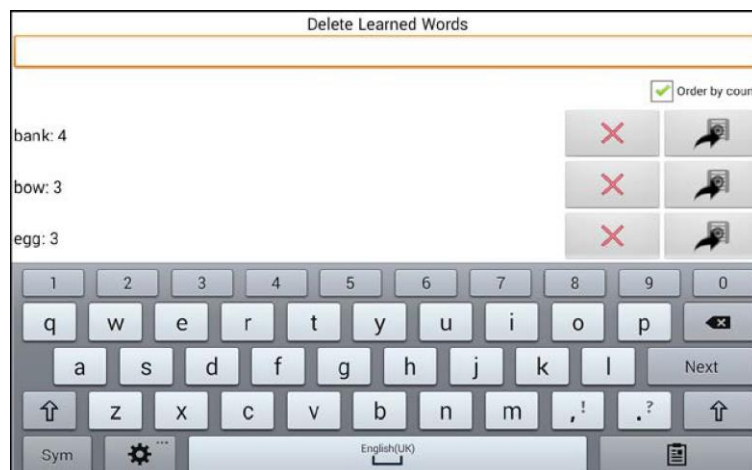 Delete Learned Words
Order by coun
bank: 4
bow: 3
egg: 3
1 2 3 4 5 6 7 8 9 0
q w e r t y u i o p
a s d f g h j k l Next
z x c v b n m ,! .?
Sym ... English(UK)